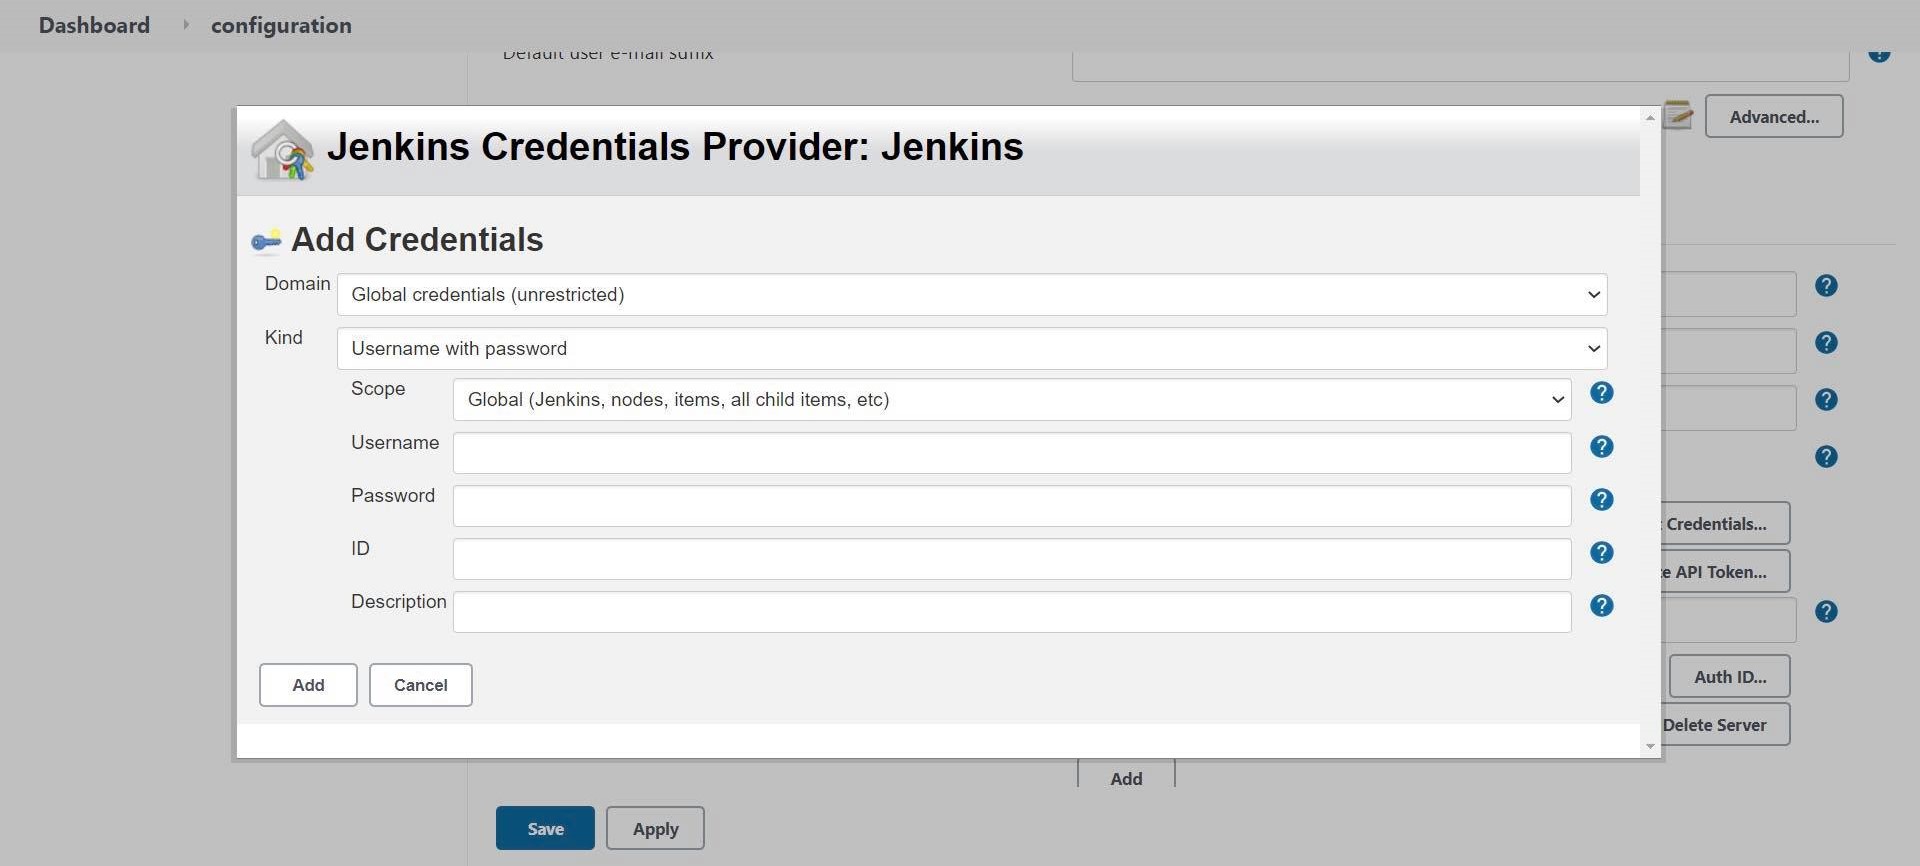 Dashboard configuration
Default user e-mail suffix
Advanced...
Jenkins Credentials Provider: Jenkins
Add Credentials
Domain Global credentials (unrestricted)
Kind Username with password
Scope Global (Jenkins, nodes, items, all child items, etc)
Username
Password
ID
Description
Add Cancel
Credentials...
API Token...
Auth ID...
Delete Server
Add
Save Apply